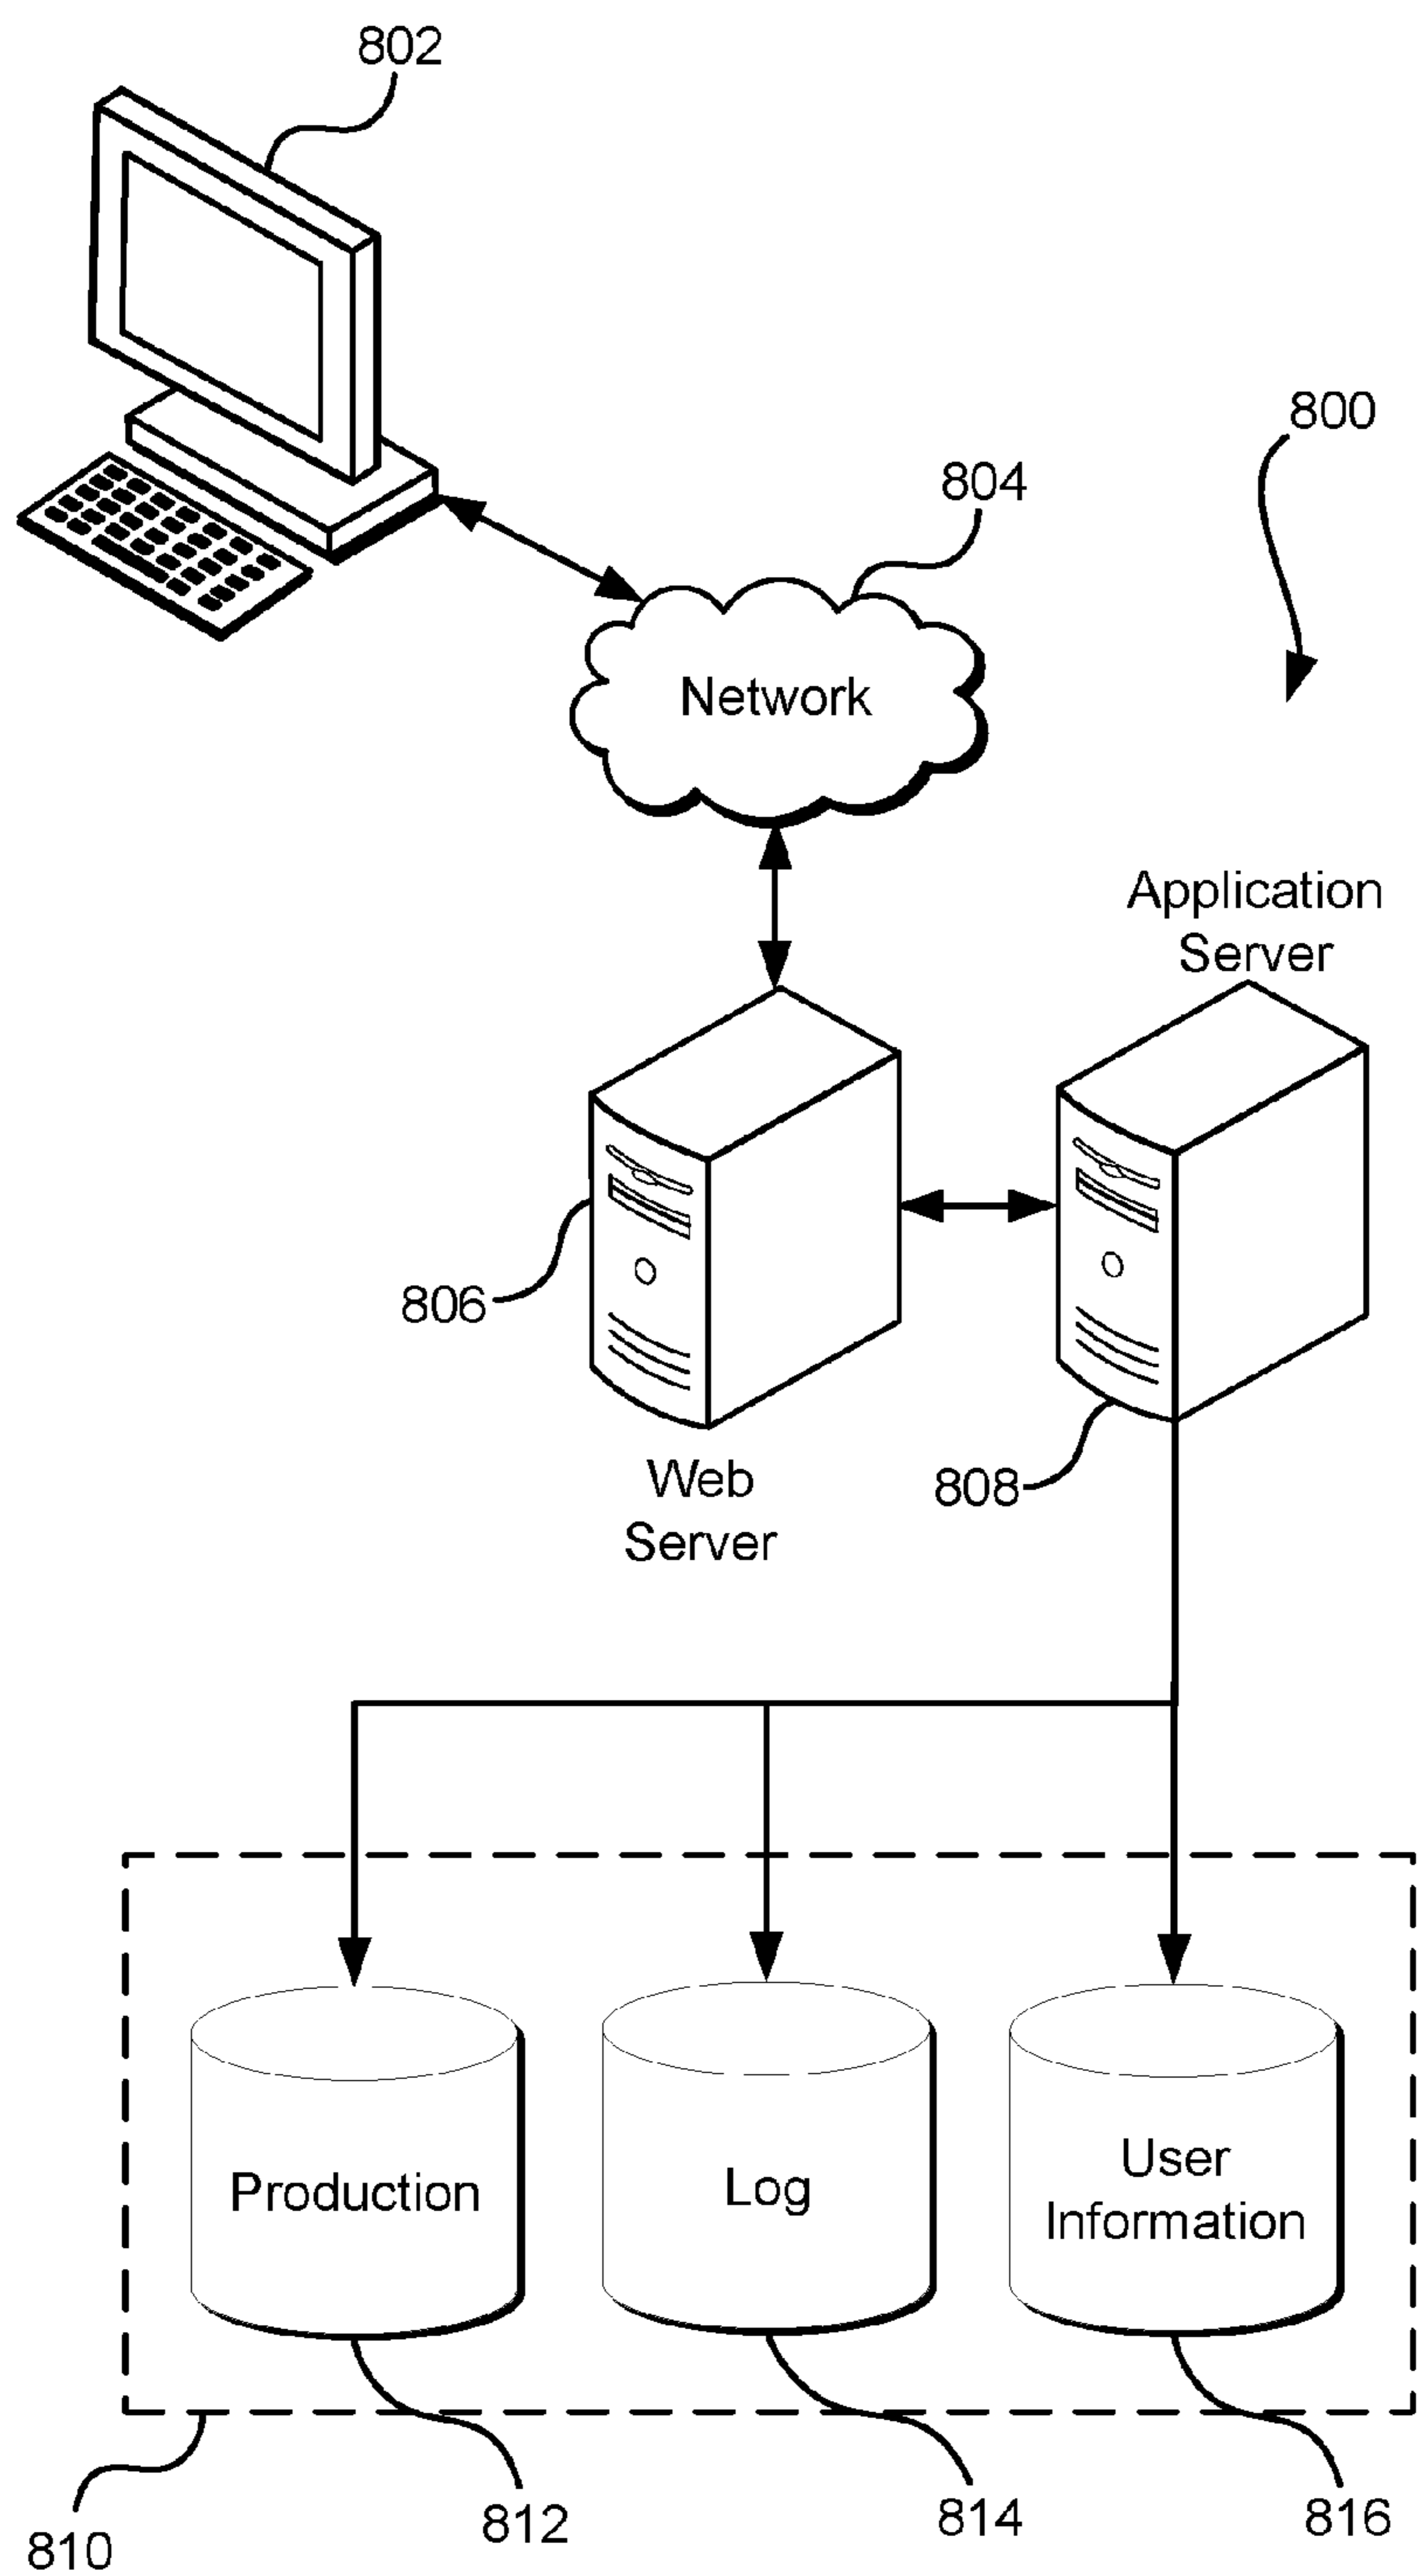 802
800
804
Network
Application
Server
806
808
Web
Server
Production
Log
User
Information
810
812
814
816